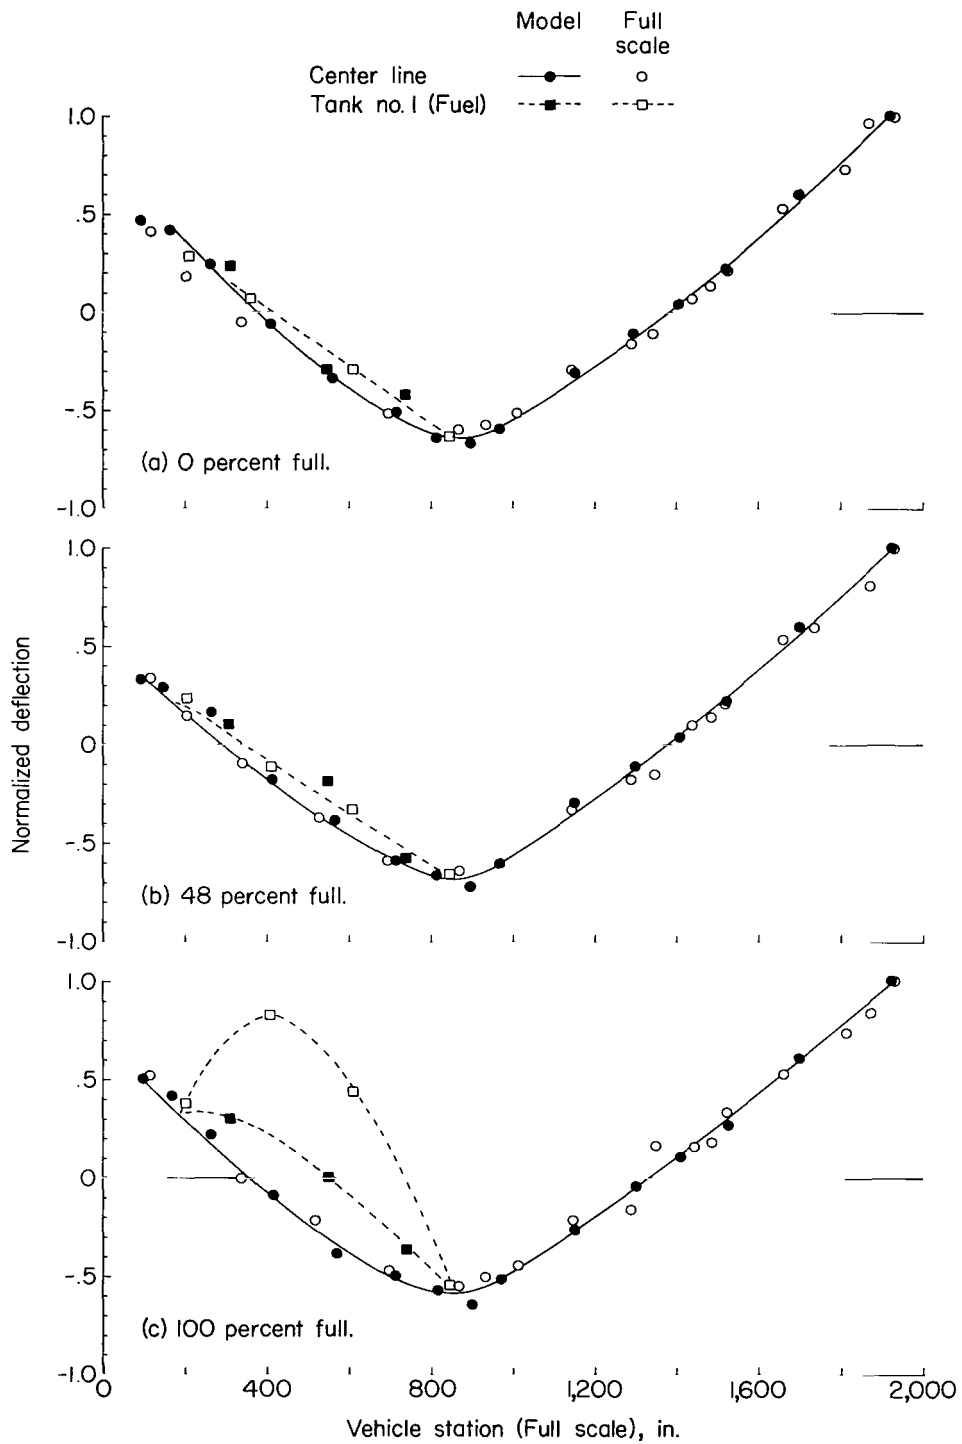 Model Full scale
Center line
Tank no. 1 (Fuel)
1.0
.5
0
-.5
-1.0
(a) 0 percent full.
1.0
.5
0
-.5
-1.0
(b) 48 percent full.
Normalized deflection
1.0
.5
0
-.5
-1.0
(c) 100 percent full.
0 400 800 1,200 1,600 2,000
Vehicle station (Full scale), in.